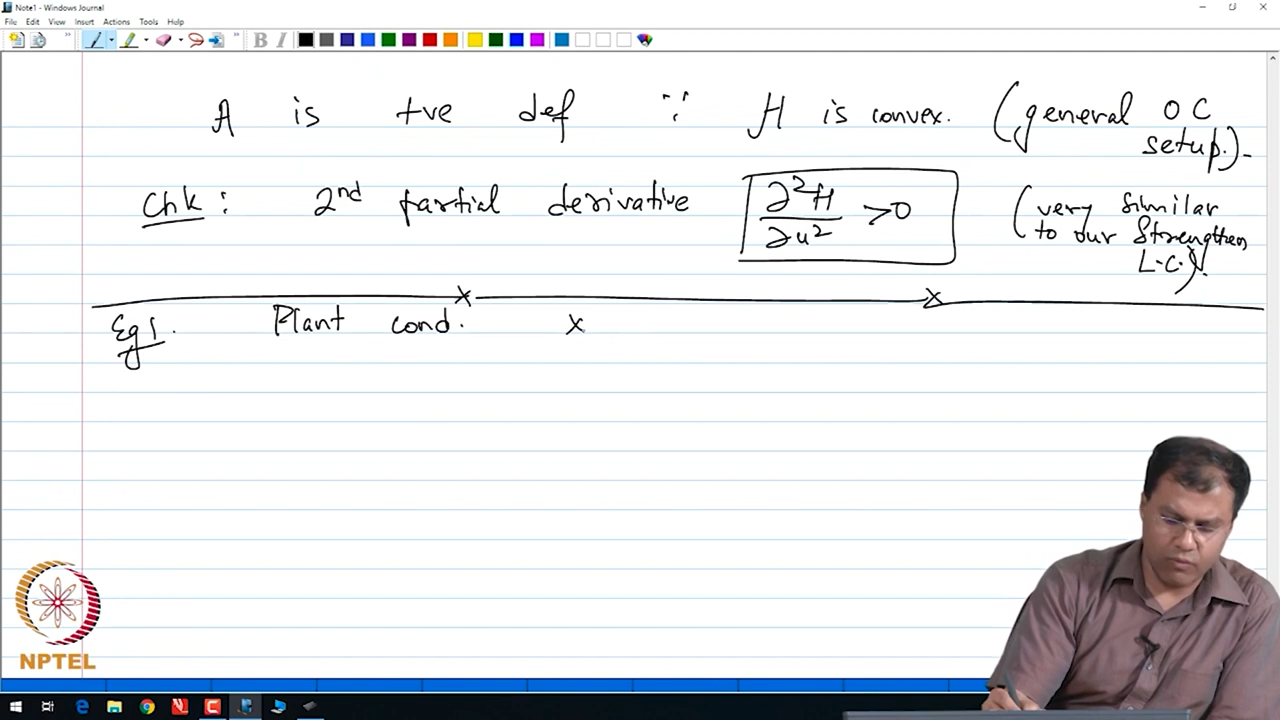 Note1 - Windows Journal
File Edit View Insert Actions Tools Help
A is +ve def ∵ H is convex. (general OC setup.).
Chk: 2nd partial derivative ∂²H/∂u² >0 (very similar to our Strengthen L.C.).
Eg1. Plant cond. x
NPTEL